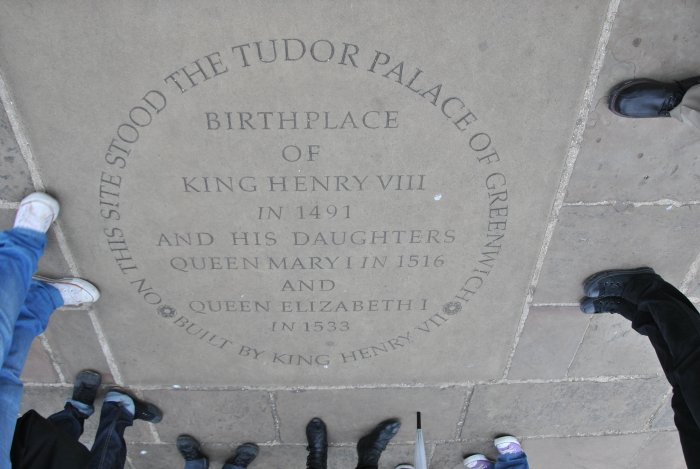 ON THIS SITE STOOD THE TUDOR PALACE OF GREENWICH
BUILT BY KING HENRY VII
BIRTHPLACE
OF
KING HENRY VIII
IN 1491
AND HIS DAUGHTERS
QUEEN MARY I IN 1516
AND
QUEEN ELIZABETH I
IN 1533